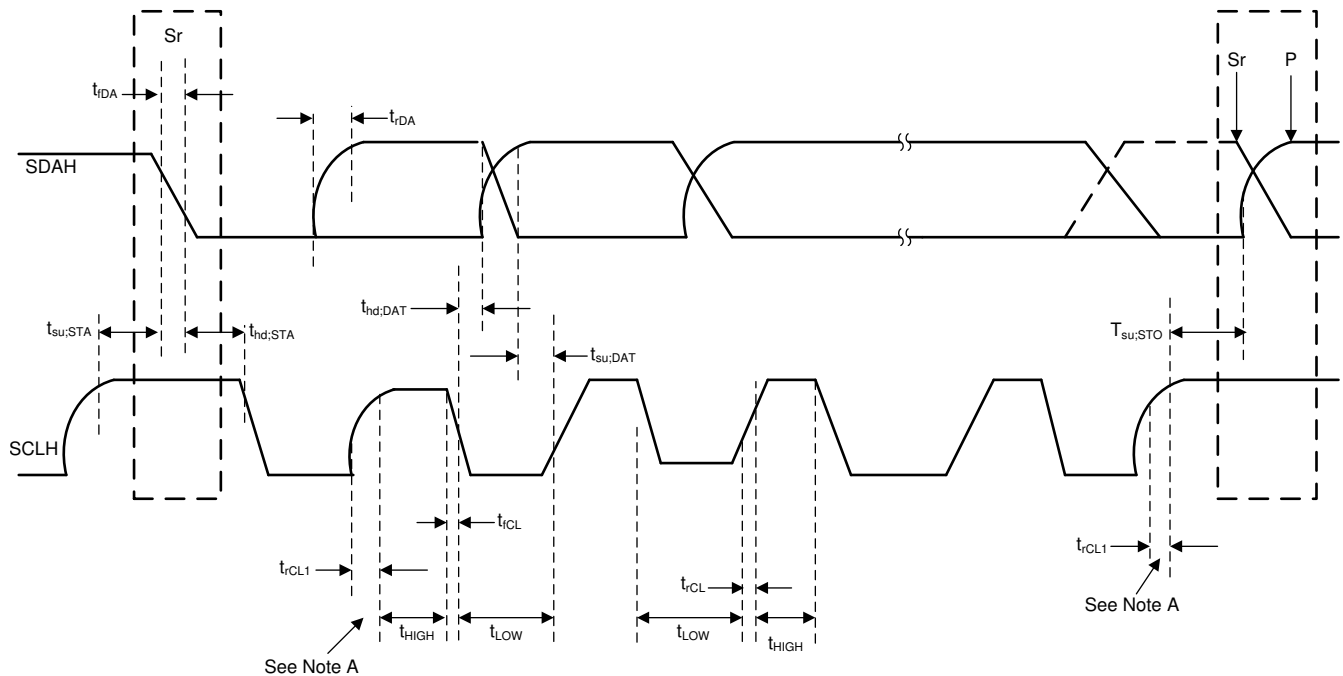 Sr
Sr P
tfDA
trDA
SDAH
thd;DAT
tsu;STA
thd;STA
Tsu;STO
tsu;DAT
SCLH
tfCL
trCL1
trCL1
trCL
See Note A
tHIGH
tLOW
tLOW
tHIGH
See Note A